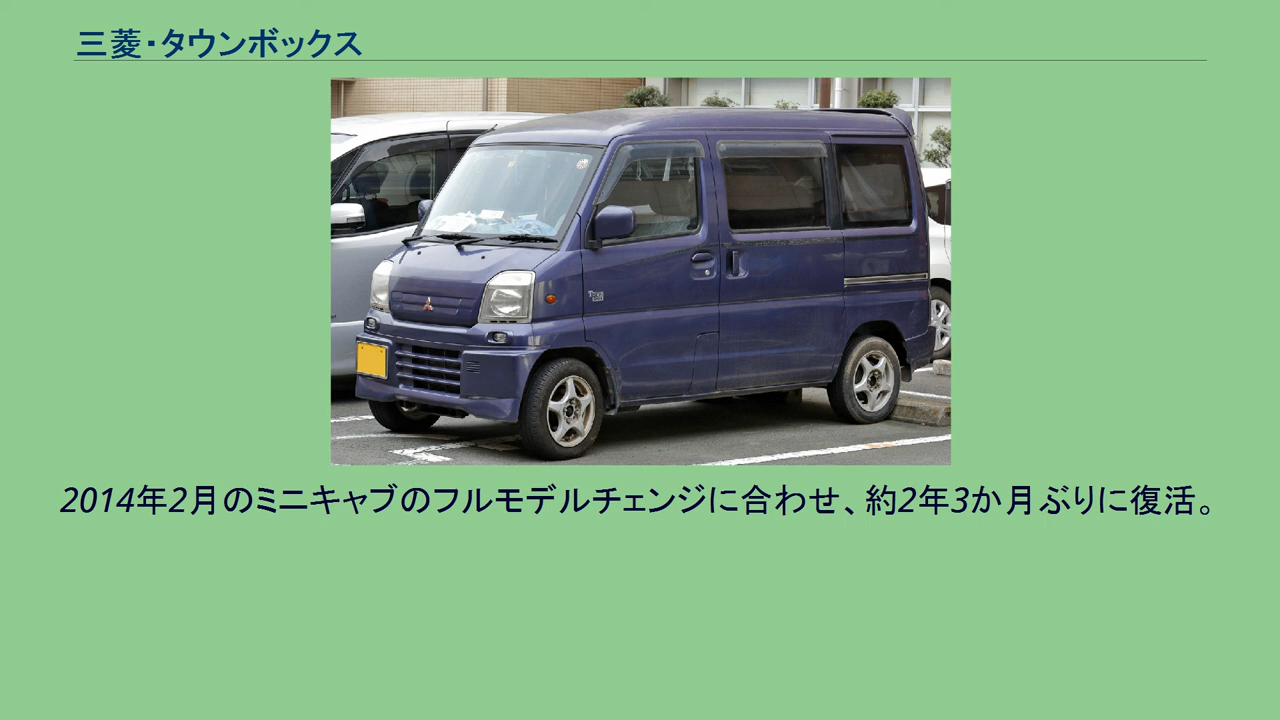 三菱・タウンボックス
2014年2月のミニキャブのフルモデルチェンジに合わせ、約2年3か月ぶりに復活。